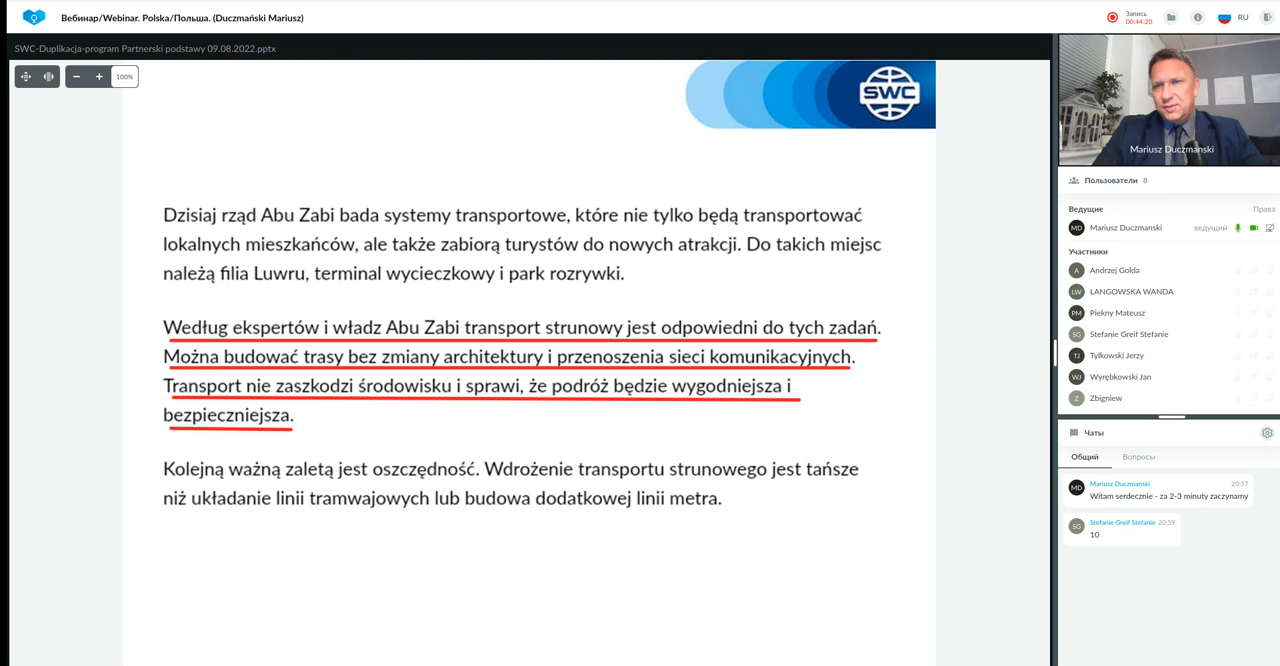 Вебинар/Webinar. Polska/Польша. (Duczmański Mariusz)
Запись
00:44:20
RU
SWC-Duplikacja-program Partnerski podstawy 09.08.2022.pptx
100%
SWC
Dzisiaj rząd Abu Zabi bada systemy transportowe, które nie tylko będą transportować
lokalnych mieszkańców, ale także zabiorą turystów do nowych atrakcji. Do takich miejsc
należą filia Luwru, terminal wycieczkowy i park rozrywki.
Według ekspertów i władz Abu Zabi transport strunowy jest odpowiedni do tych zadań.
Można budować trasy bez zmiany architektury i przenoszenia sieci komunikacyjnych.
Transport nie zaszkodzi środowisku i sprawi, że podróż będzie wygodniejsza i
bezpieczniejsza.
Kolejną ważną zaletą jest oszczędność. Wdrożenie transportu strunowego jest tańsze
niż układanie linii tramwajowych lub budowa dodatkowej linii metra.
Mariusz Duczmanski
Пользователи 8
Ведущие Права
MD Mariusz Duczmanski ведущий
Участники
A Andrzej Golda
LW LANGOWSKA WANDA
PM Piekny Mateusz
SG Stefanie Greif Stefanie
TJ Tylkowski Jerzy
WJ Wyrębkowski Jan
Z Zbigniew
Чаты
Общий Вопросы
MD Mariusz Duczmanski 20:57
Witam serdecznie - za 2-3 minuty zaczynamy
SG Stefanie Greif Stefanie 20:59
10